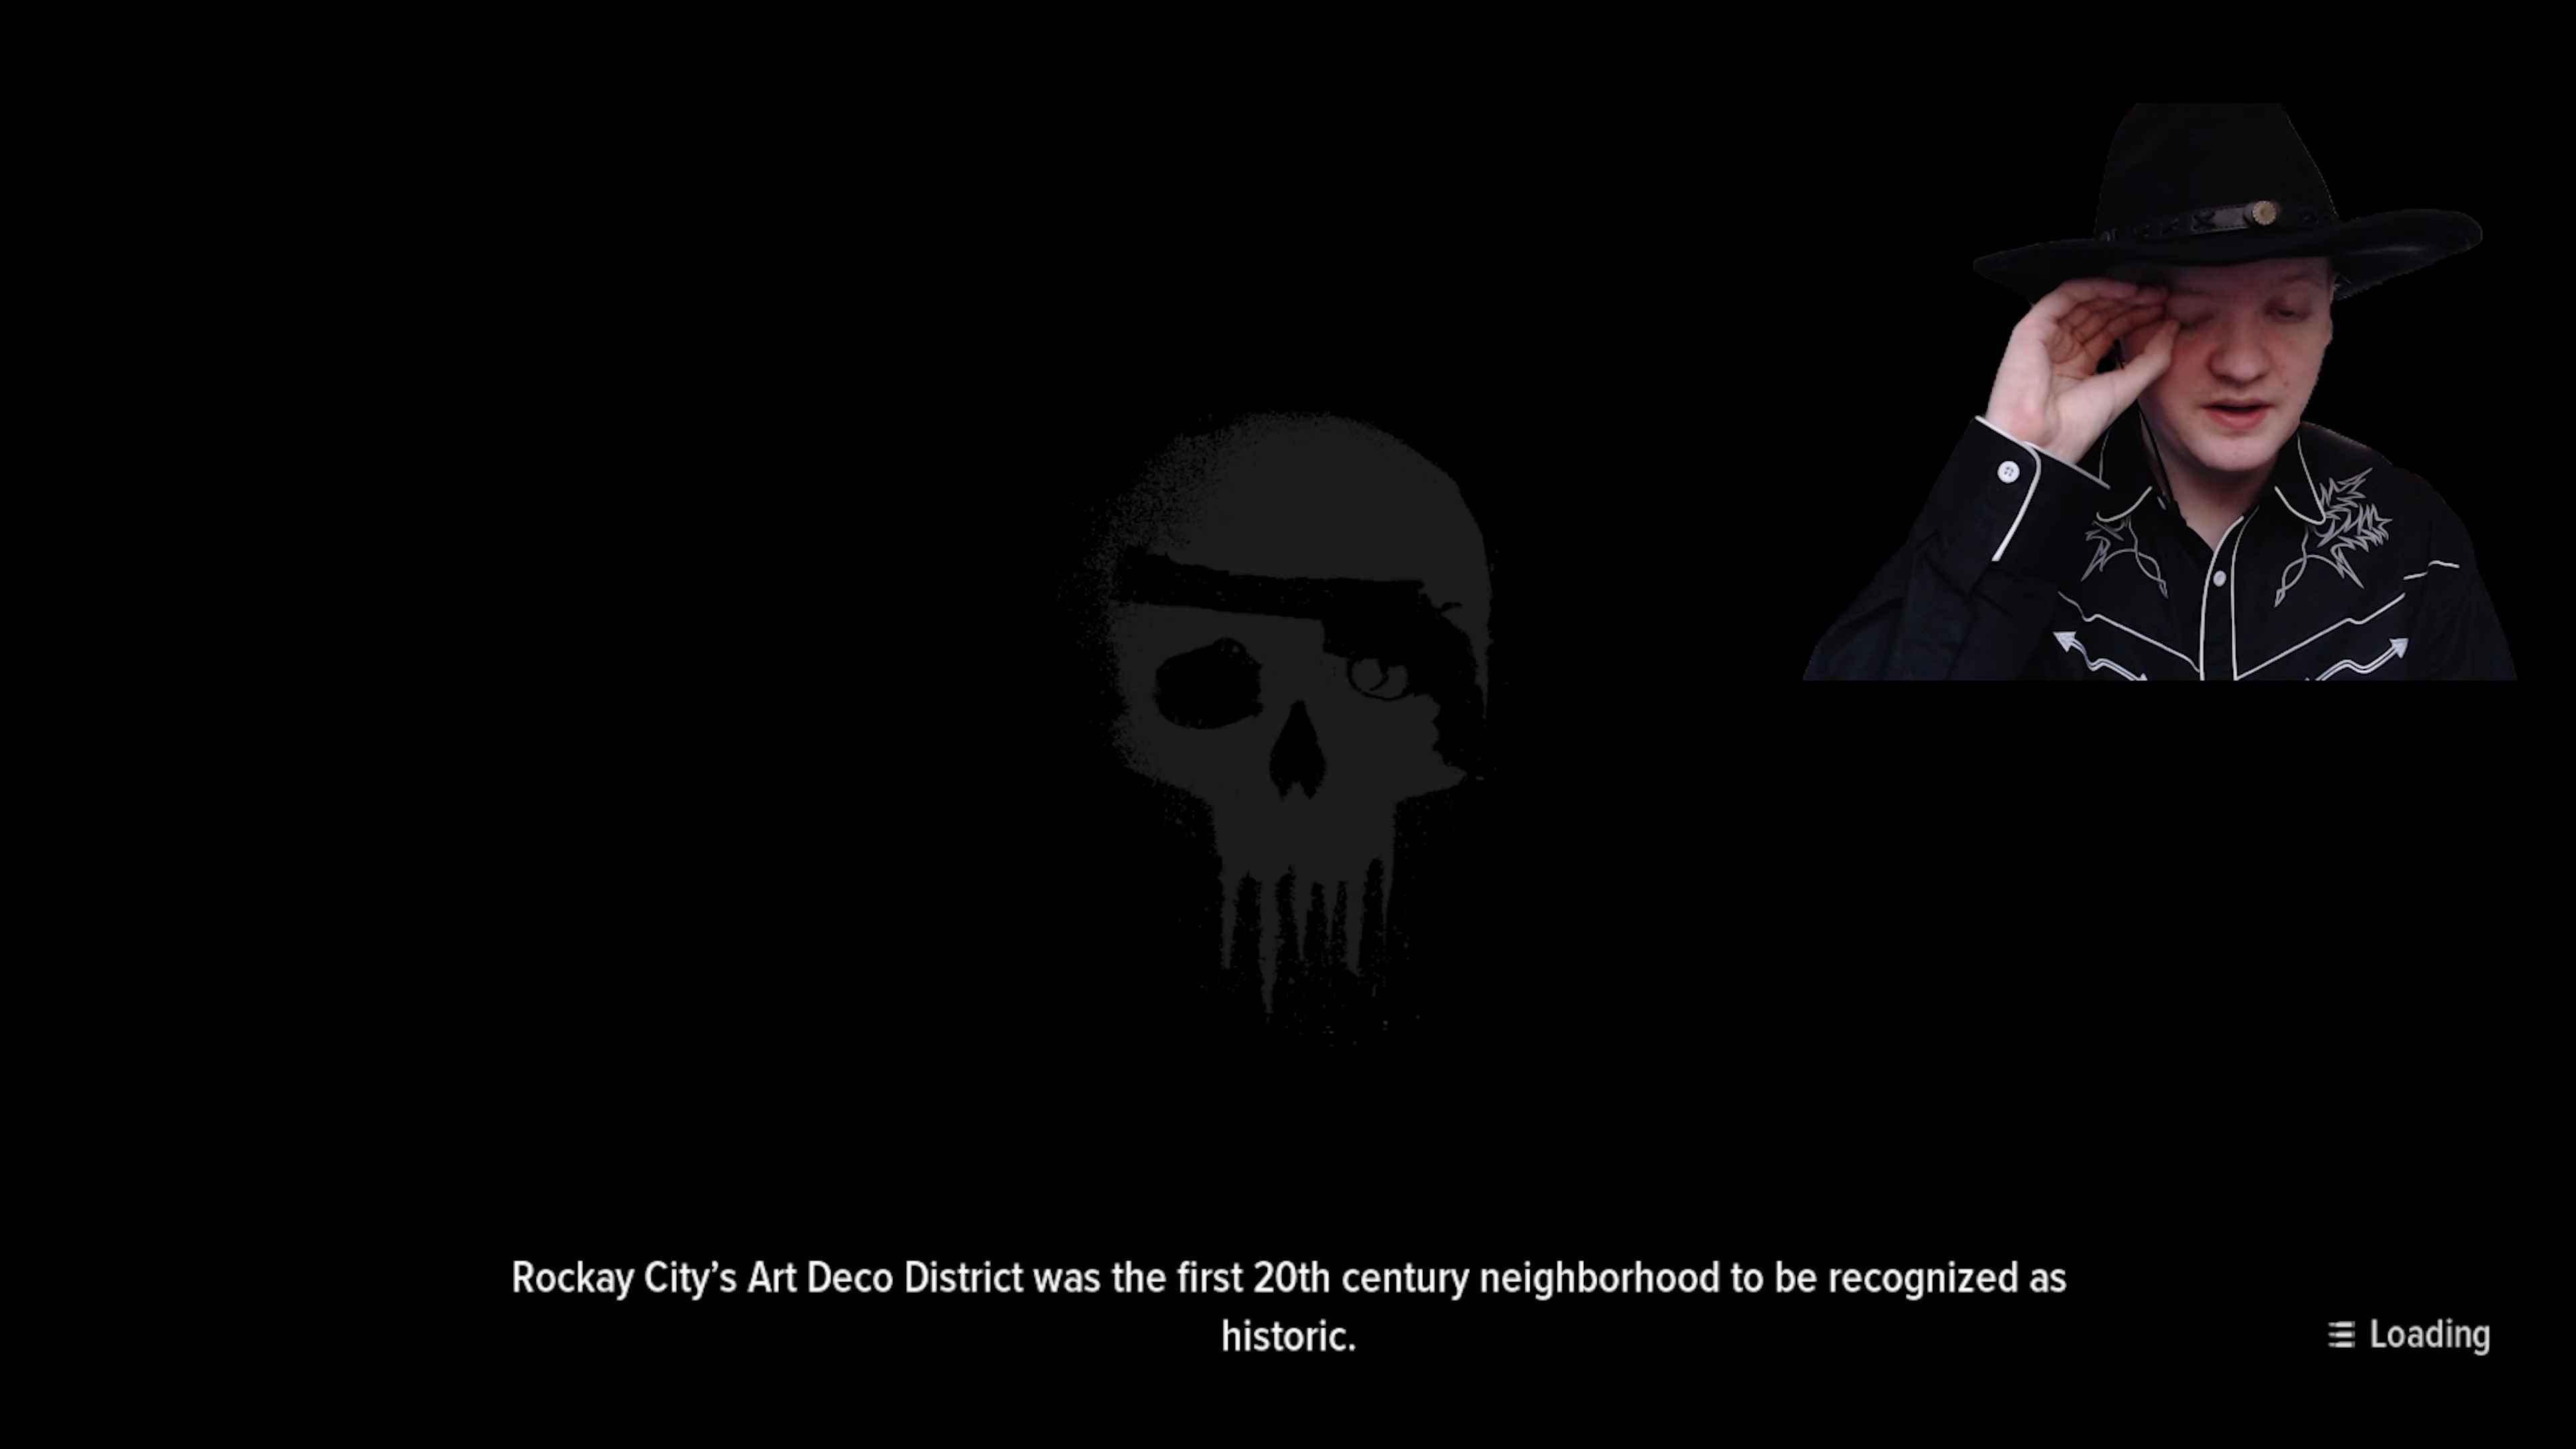 Rockay City’s Art Deco District was the first 20th century neighborhood to be recognized as
historic.
Loading